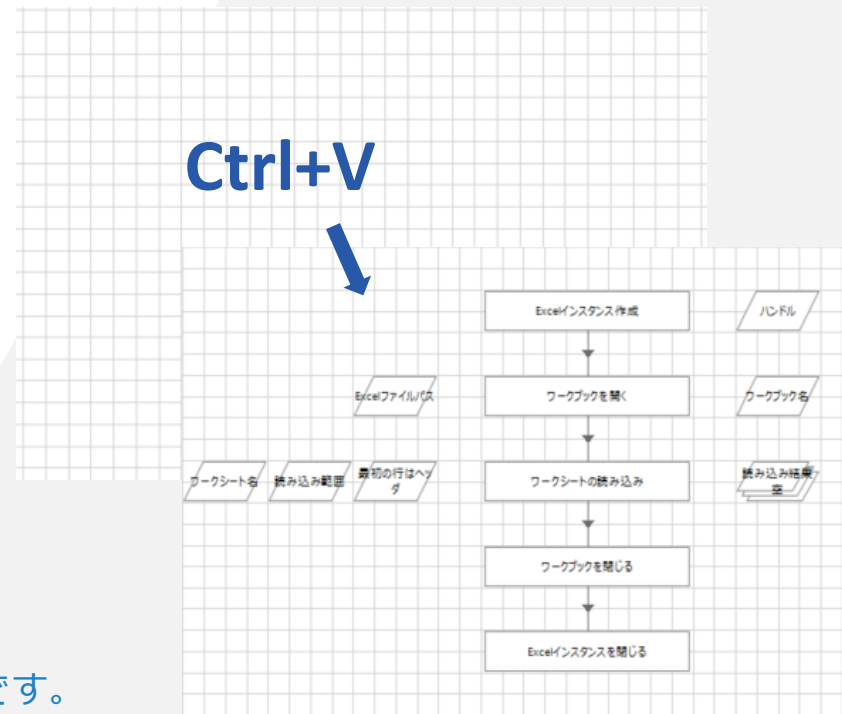 Ctrl+V
Excelインスタンス作成
ハンドル
Excelファイルパス
ワークブックを開く
ワークブック名
ワークシート名
読み込み範囲
最初の行はヘッ
ダ
ワークシートの読み込み
読み込み結果
空
ワークブックを閉じる
Excelインスタンスを閉じる
です。